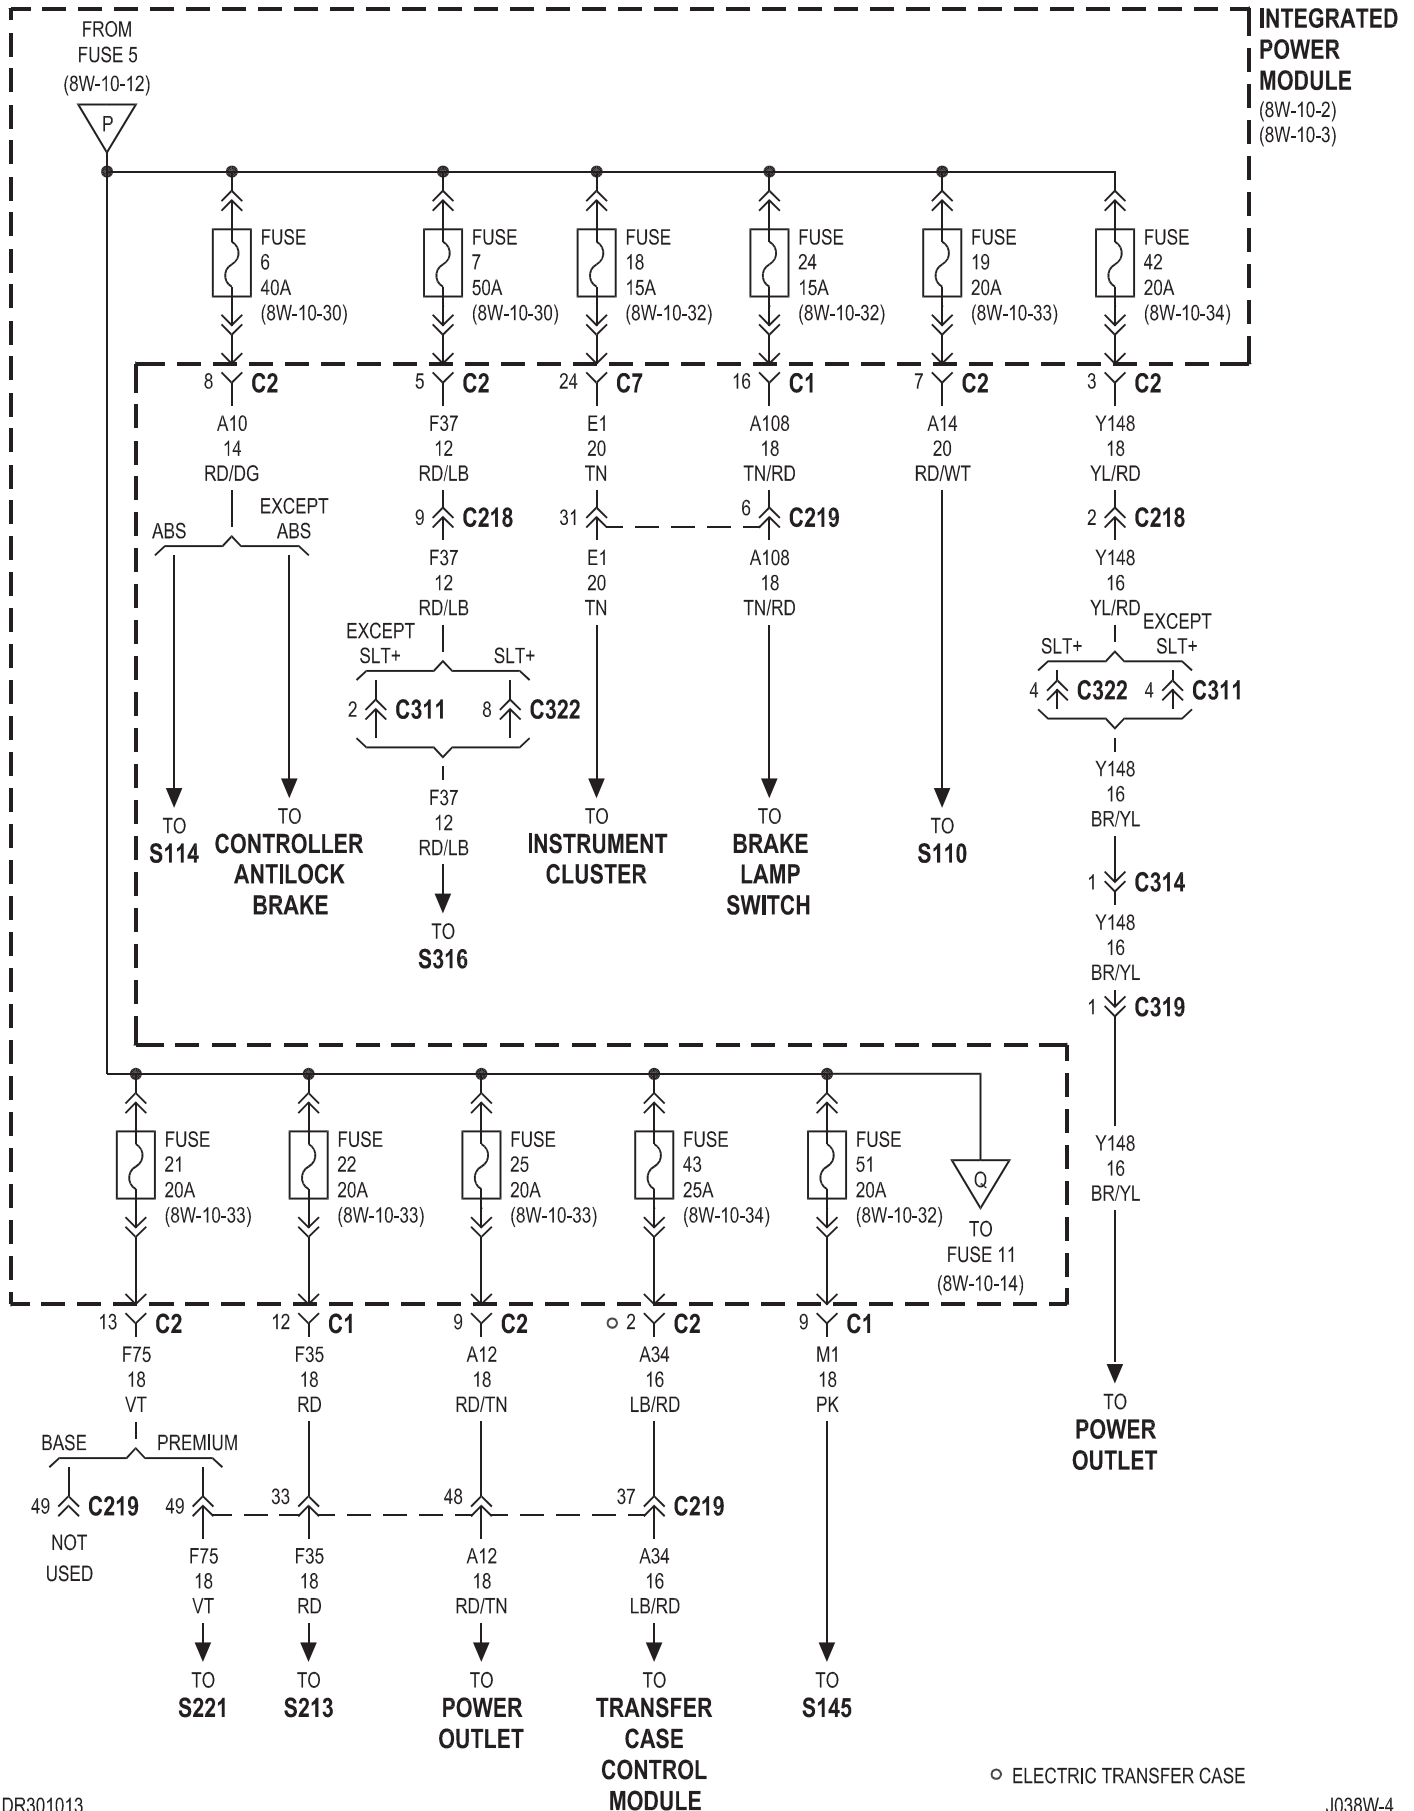 INTEGRATED
POWER
MODULE
(8W-10-2)
(8W-10-3)
FROM
FUSE 5
(8W-10-12)
P
FUSE
6
40A
(8W-10-30)
FUSE
7
50A
(8W-10-30)
FUSE
18
15A
(8W-10-32)
FUSE
24
15A
(8W-10-32)
FUSE
19
20A
(8W-10-33)
FUSE
42
20A
(8W-10-34)
8 C2
A10
14
RD/DG
ABS
EXCEPT
ABS
TO
S114
TO
CONTROLLER
ANTILOCK
BRAKE
5 C2
F37
12
RD/LB
9 C218
F37
12
RD/LB
EXCEPT
SLT+
SLT+
2 C311
8 C322
F37
12
RD/LB
TO
S316
24 C7
E1
20
TN
31
E1
20
TN
TO
INSTRUMENT
CLUSTER
16 C1
A108
18
TN/RD
6 C219
A108
18
TN/RD
TO
BRAKE
LAMP
SWITCH
7 C2
A14
20
RD/WT
TO
S110
3 C2
Y148
18
YL/RD
2 C218
Y148
16
YL/RD
SLT+
EXCEPT
SLT+
4 C322
4 C311
Y148
16
BR/YL
1 C314
Y148
16
BR/YL
1 C319
Y148
16
BR/YL
TO
POWER
OUTLET
FUSE
21
20A
(8W-10-33)
FUSE
22
20A
(8W-10-33)
FUSE
25
20A
(8W-10-33)
FUSE
43
25A
(8W-10-34)
FUSE
51
20A
(8W-10-32)
Q
TO
FUSE 11
(8W-10-14)
13 C2
F75
18
VT
BASE
PREMIUM
49 C219
NOT
USED
49
F75
18
VT
TO
S221
12 C1
F35
18
RD
33
F35
18
RD
TO
S213
9 C2
A12
18
RD/TN
48
A12
18
RD/TN
TO
POWER
OUTLET
2 C2
A34
16
LB/RD
37 C219
A34
16
LB/RD
TO
TRANSFER
CASE
CONTROL
MODULE
9 C1
M1
18
PK
TO
S145
ELECTRIC TRANSFER CASE
DR301013
J038W-4